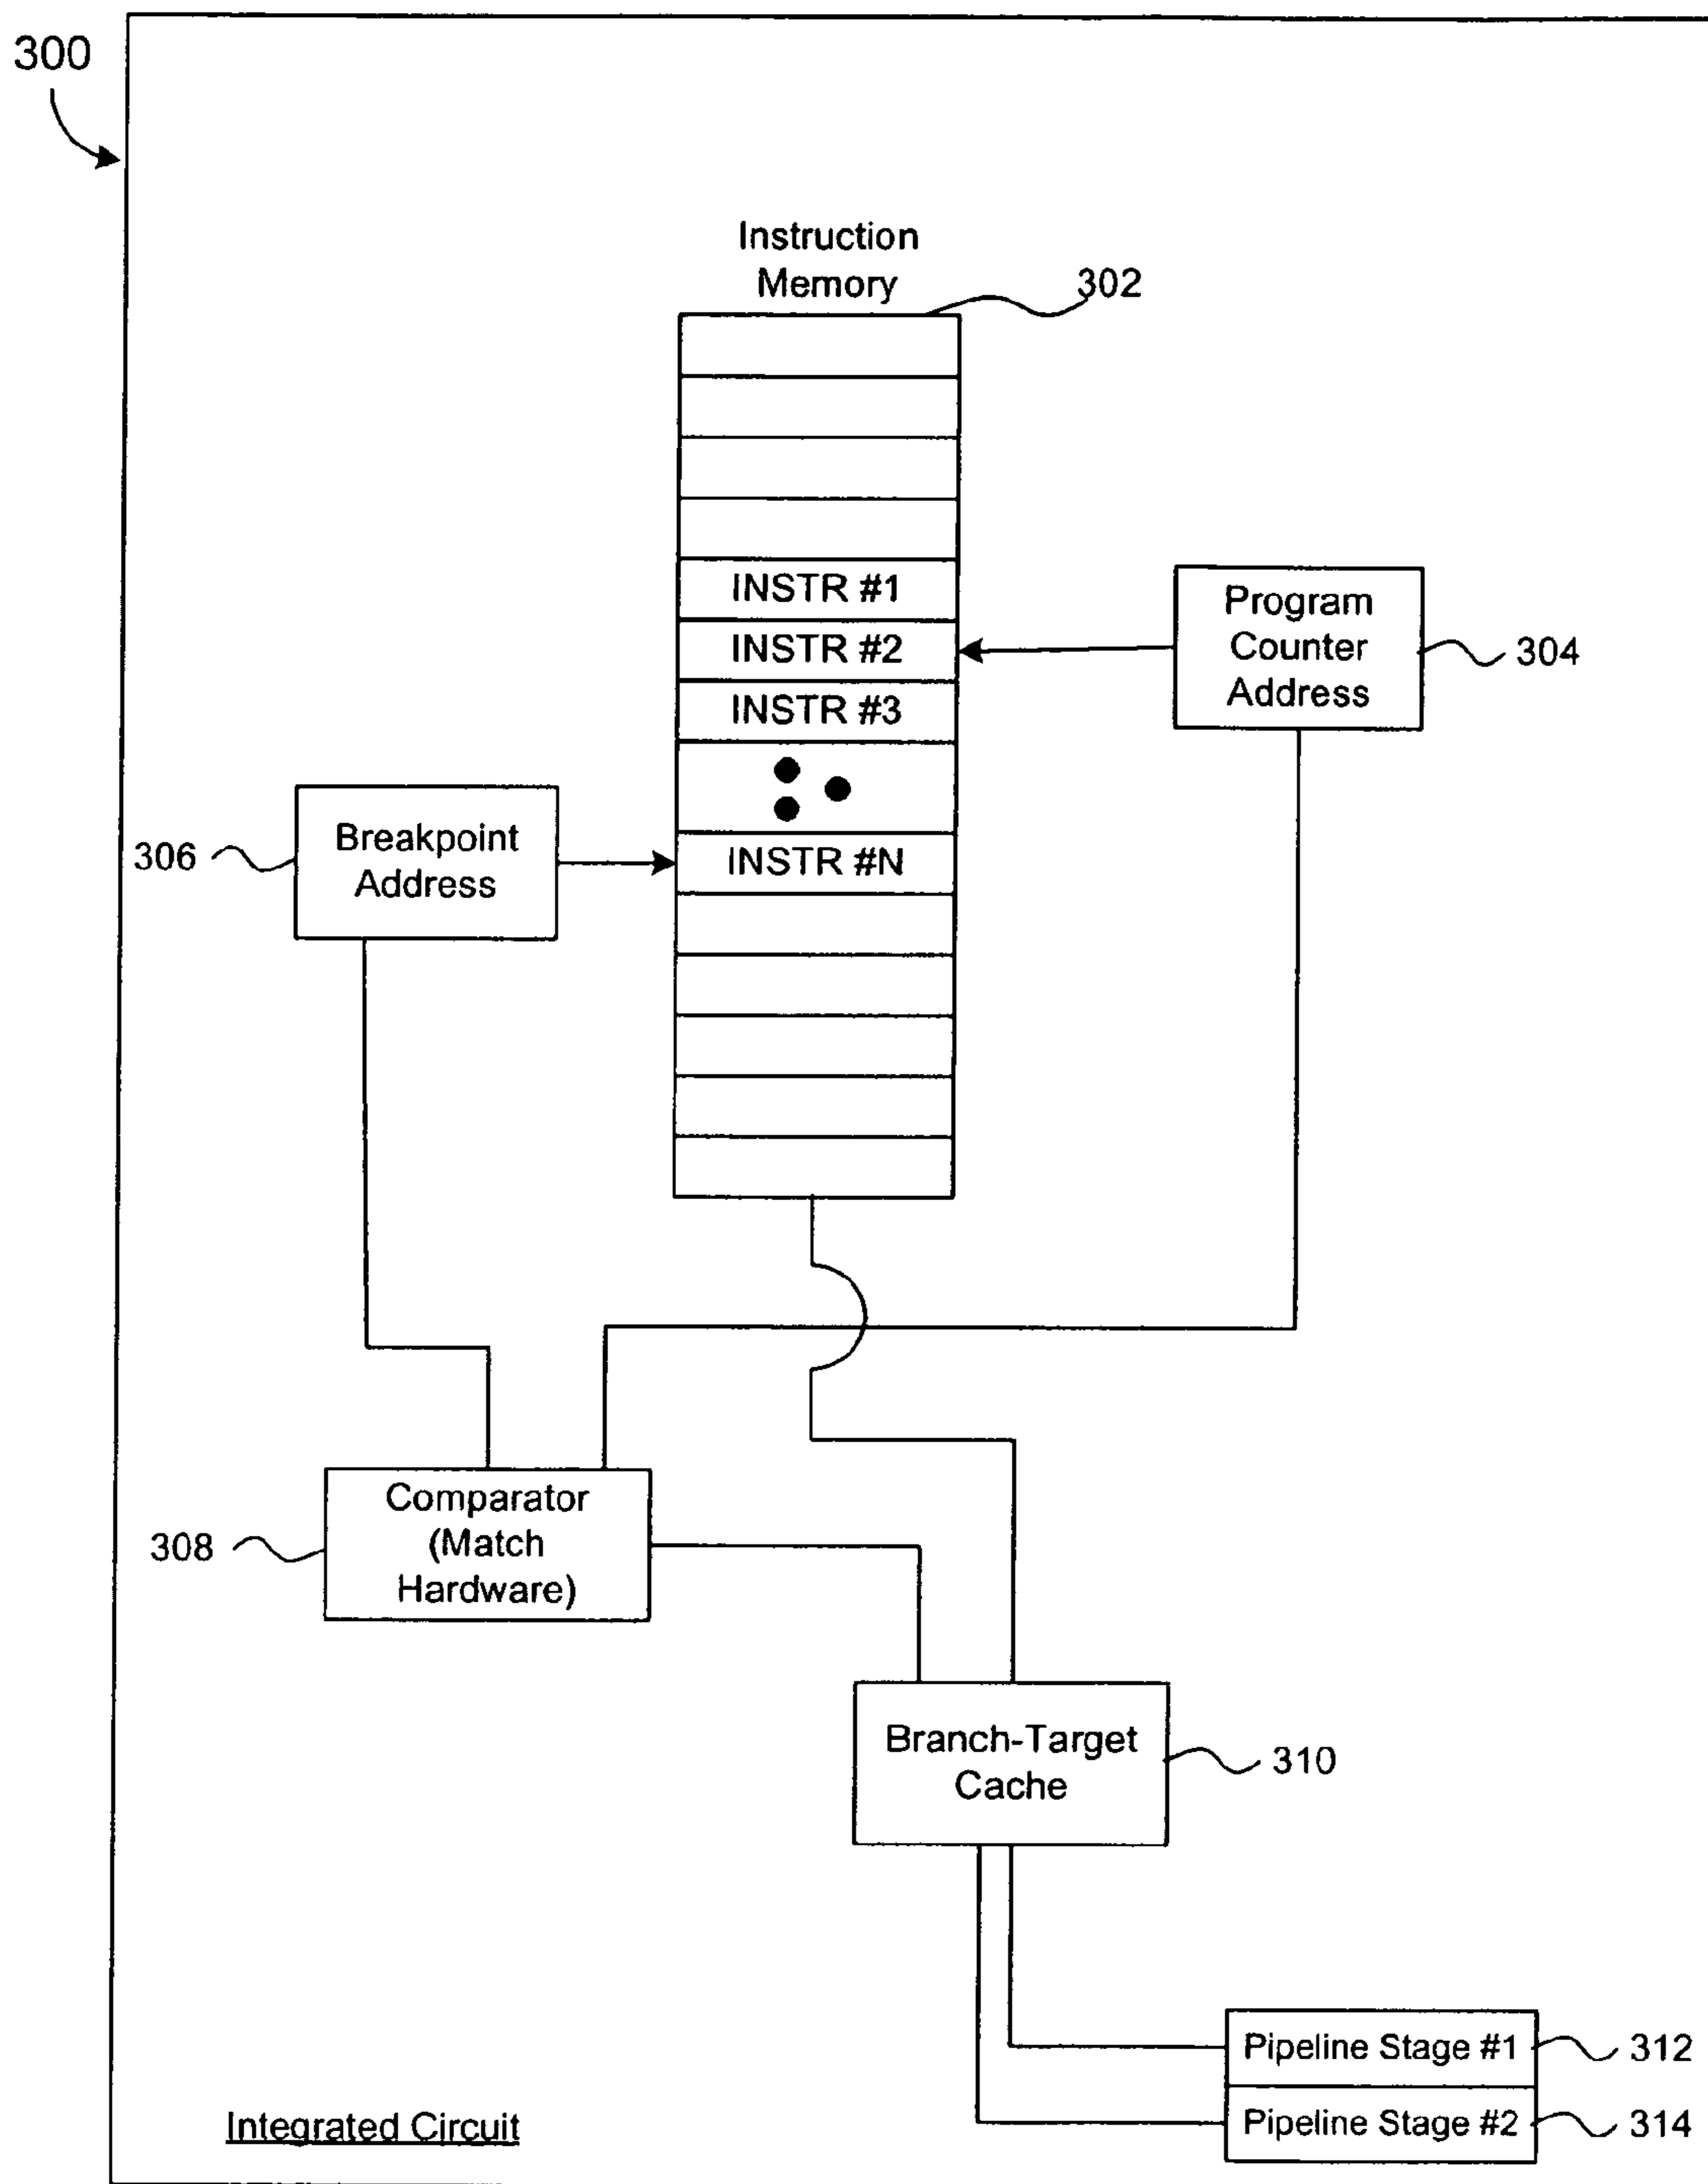 300
Instruction
Memory
302
INSTR #1
INSTR #2
INSTR #3
INSTR #N
Program
Counter
Address
304
306
Breakpoint
Address
308
Comparator
(Match
Hardware)
Branch-Target
Cache
310
Pipeline Stage #1
312
Pipeline Stage #2
314
Integrated Circuit